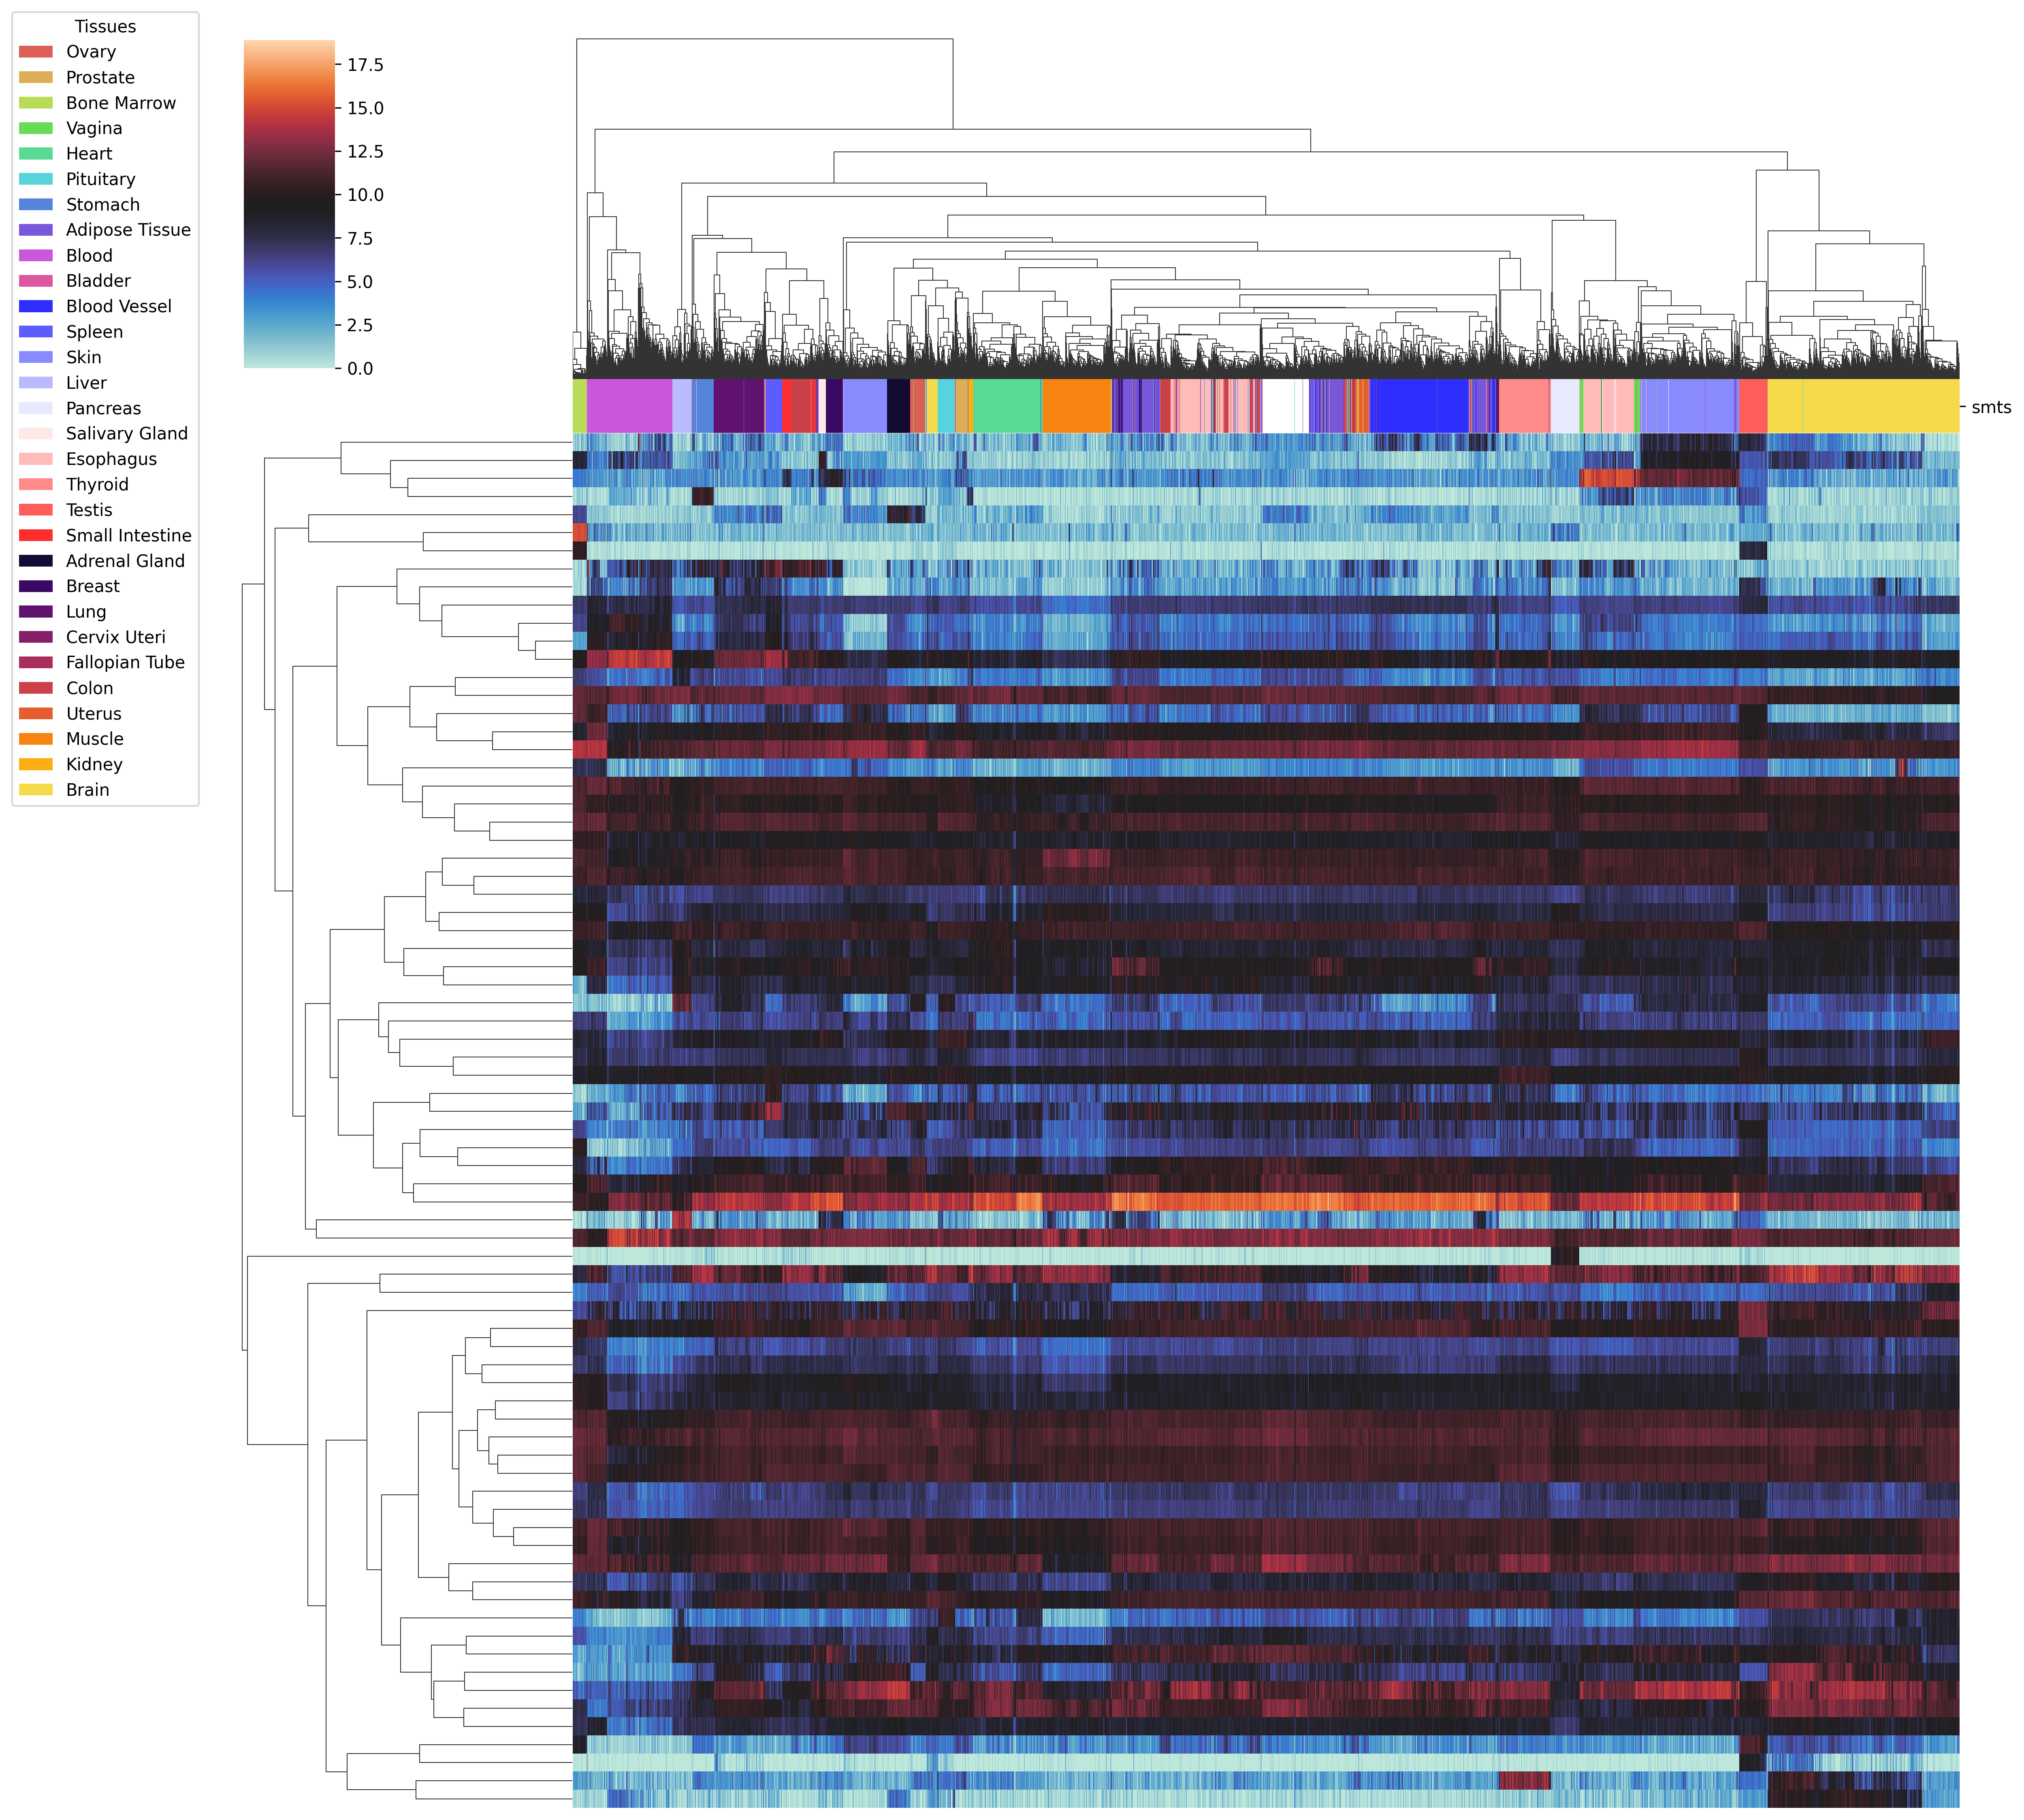 Tissues
Ovary
Prostate
Bone Marrow
Vagina
Heart
Pituitary
Stomach
Adipose Tissue
Blood
Bladder
Blood Vessel
Spleen
Skin
Liver
Pancreas
Salivary Gland
Esophagus
Thyroid
Testis
Small Intestine
Adrenal Gland
Breast
Lung
Cervix Uteri
Fallopian Tube
Colon
Uterus
Muscle
Kidney
Brain
17.5
15.0
12.5
10.0
7.5
5.0
2.5
0.0
smts